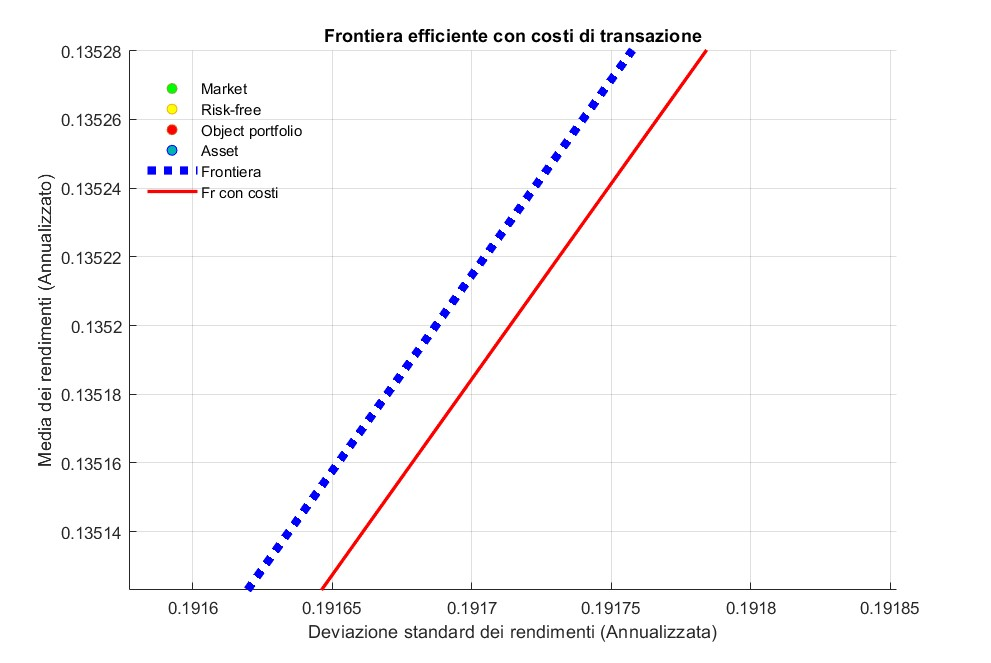 Frontiera efficiente con costi di transazione
Market
Risk-free
Object portfolio
Asset
Frontiera
Fr con costi
Media dei rendimenti (Annualizzato)
0.13528
0.13526
0.13524
0.13522
0.1352
0.13518
0.13516
0.13514
0.1916
0.19165
0.1917
0.19175
0.1918
0.19185
Deviazione standard dei rendimenti (Annualizzata)